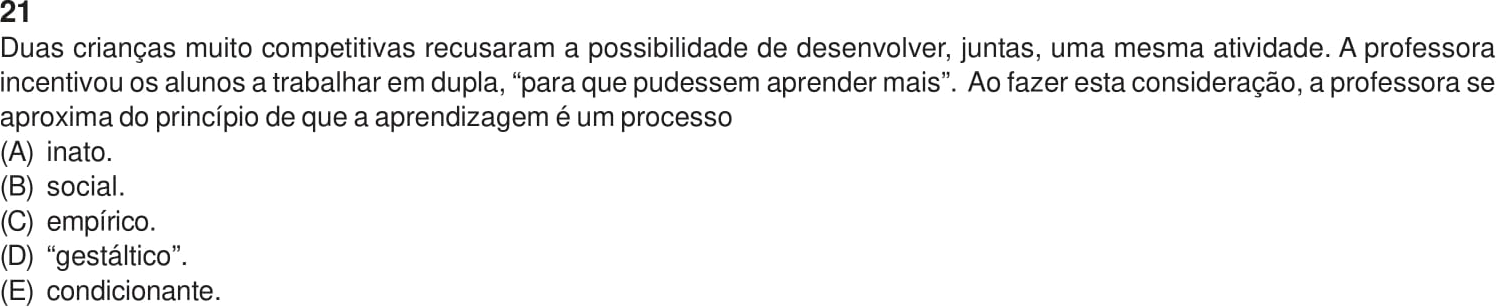 21
Duas crianças muito competitivas recusaram a possibilidade de desenvolver, juntas, uma mesma atividade. A professora
incentivou os alunos a trabalhar em dupla, “para que pudessem aprender mais”. Ao fazer esta consideração, a professora se
aproxima do princípio de que a aprendizagem é um processo
(A) inato.
(B) social.
(C) empírico.
(D) “gestáltico”.
(E) condicionante.